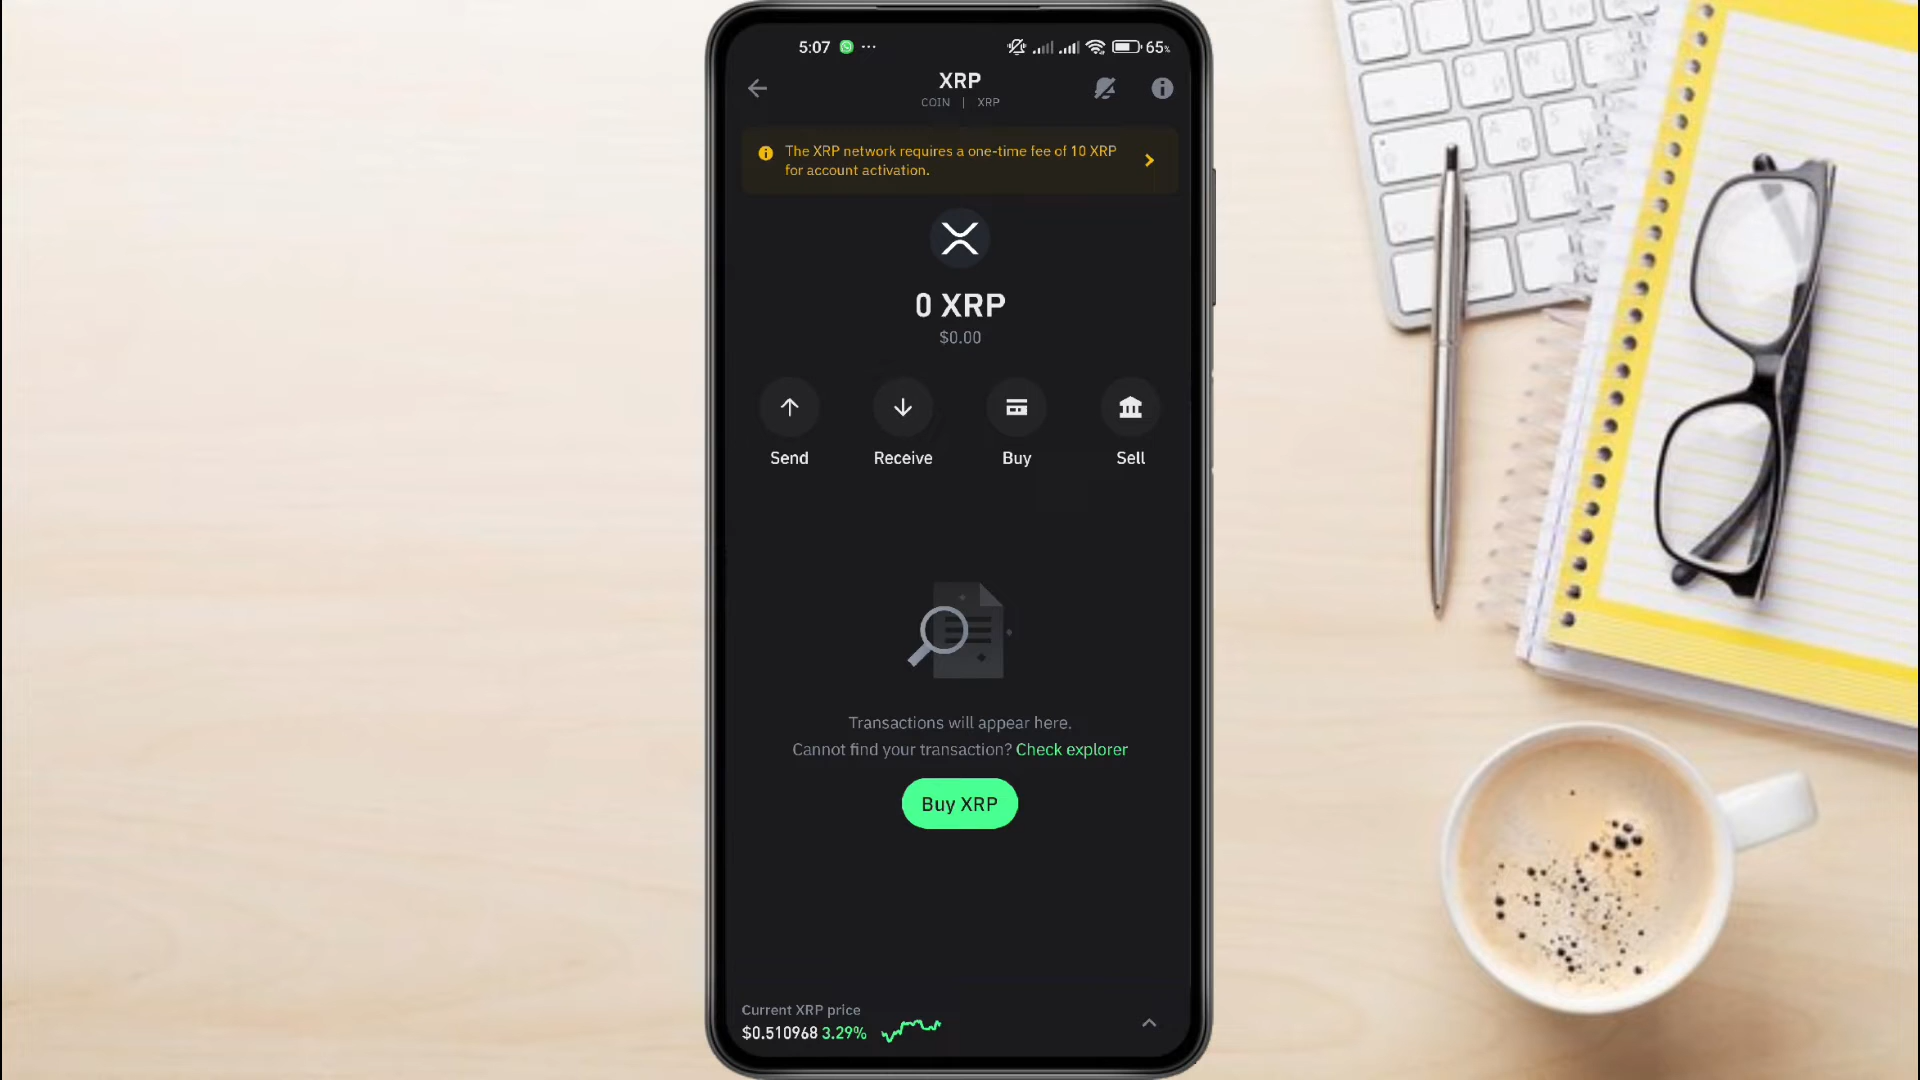 5:07
65%
XRP
COIN | XRP
The XRP network requires a one-time fee of 10 XRP
for account activation.
0 XRP
$0.00
Send
Receive
Buy
Sell
Transactions will appear here.
Cannot find your transaction? Check explorer
Buy XRP
Current XRP price
$0.510968 3.29%